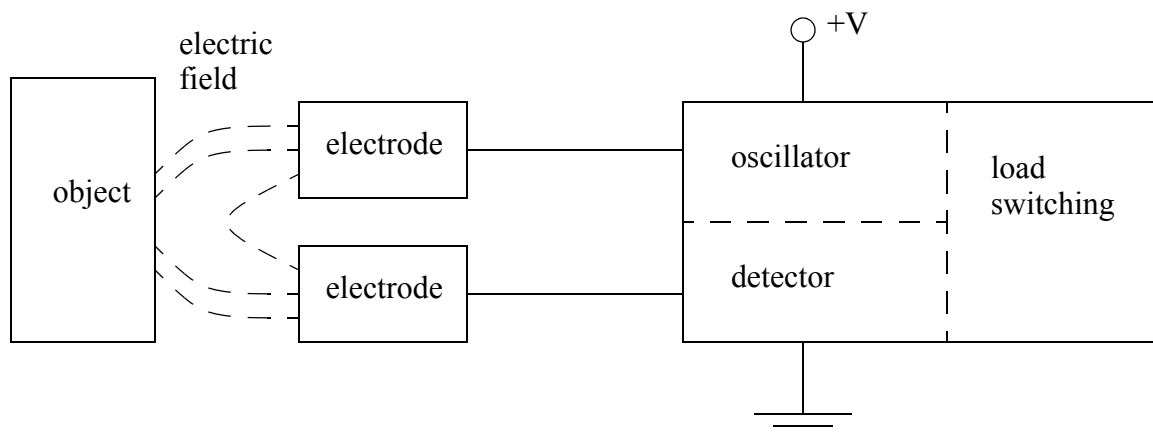 +V
electric
field
electrode
oscillator
load
switching
object
electrode
detector